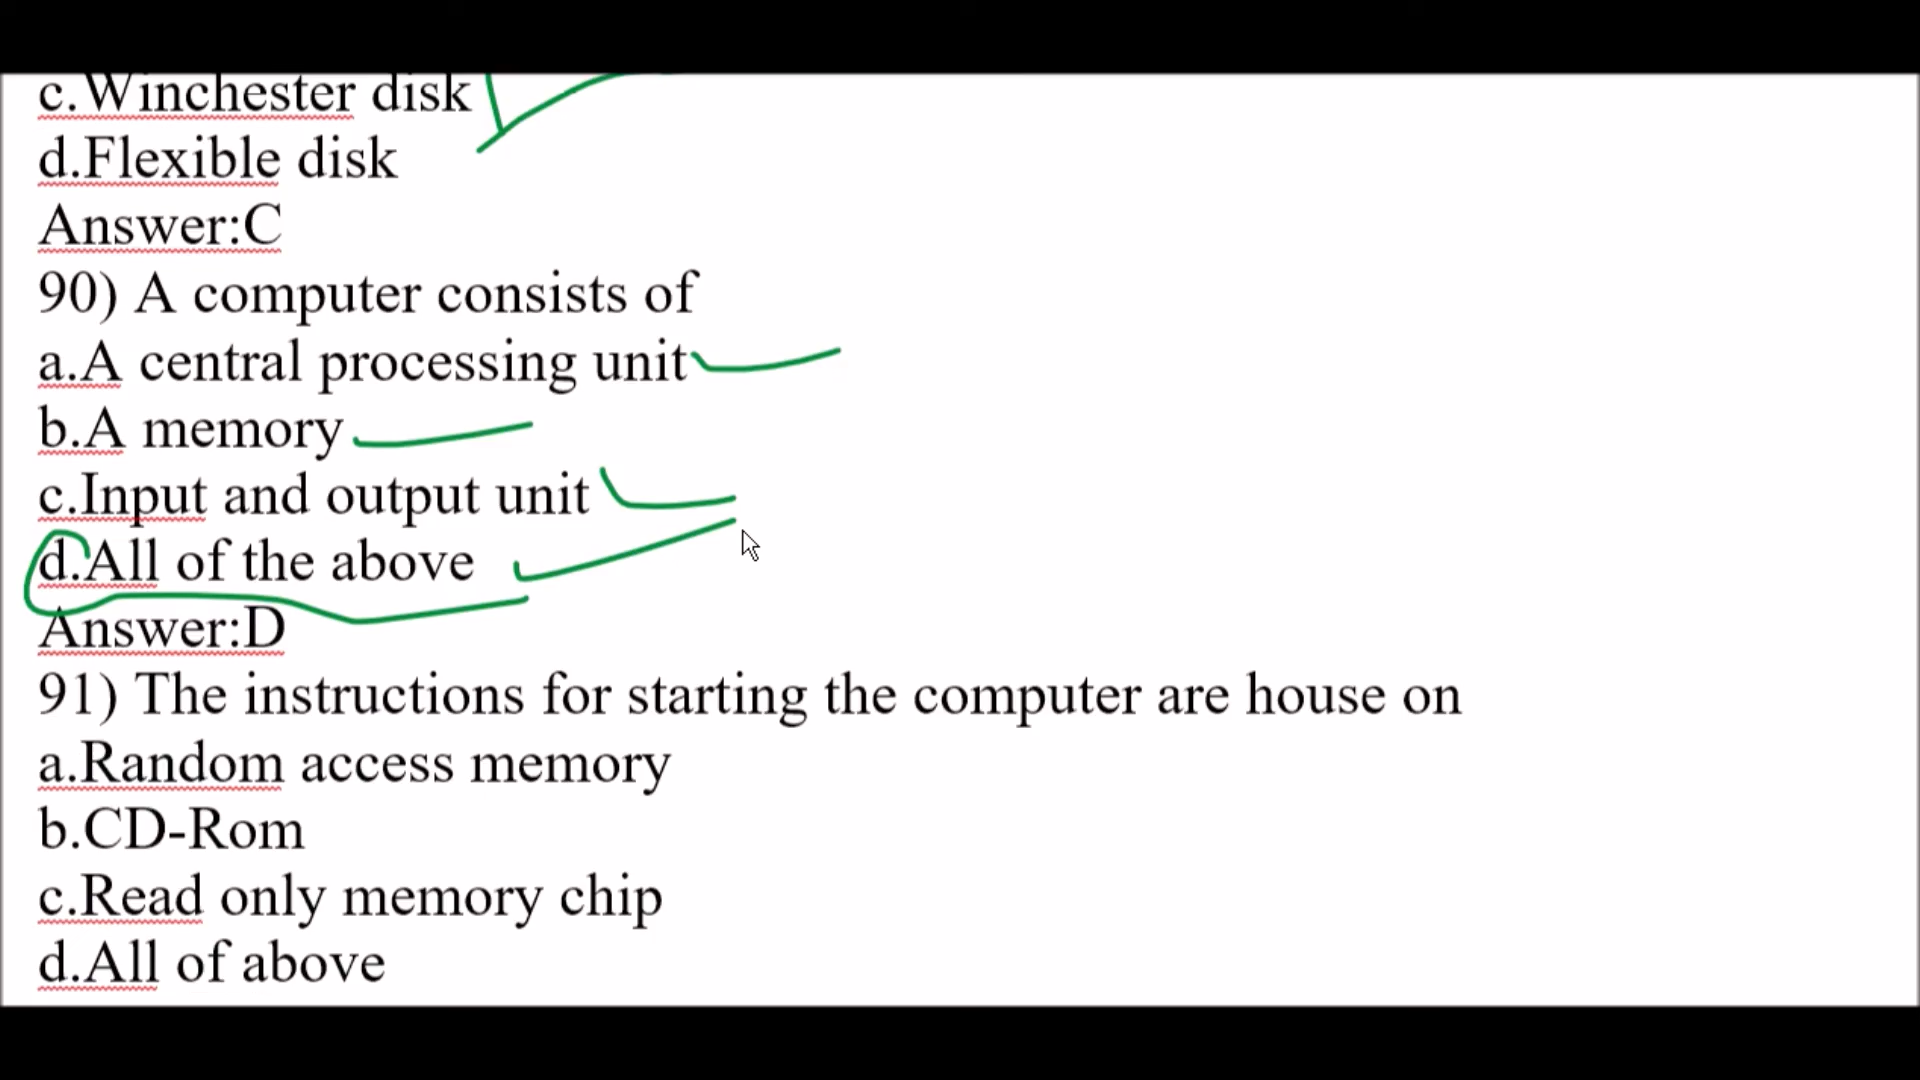 c.Winchester disk
d.Flexible disk
Answer:C
90) A computer consists of
a.A central processing unit
b.A memory
c.Input and output unit
d.All of the above
Answer:D
91) The instructions for starting the computer are house on
a.Random access memory
b.CD-Rom
c.Read only memory chip
d.All of above